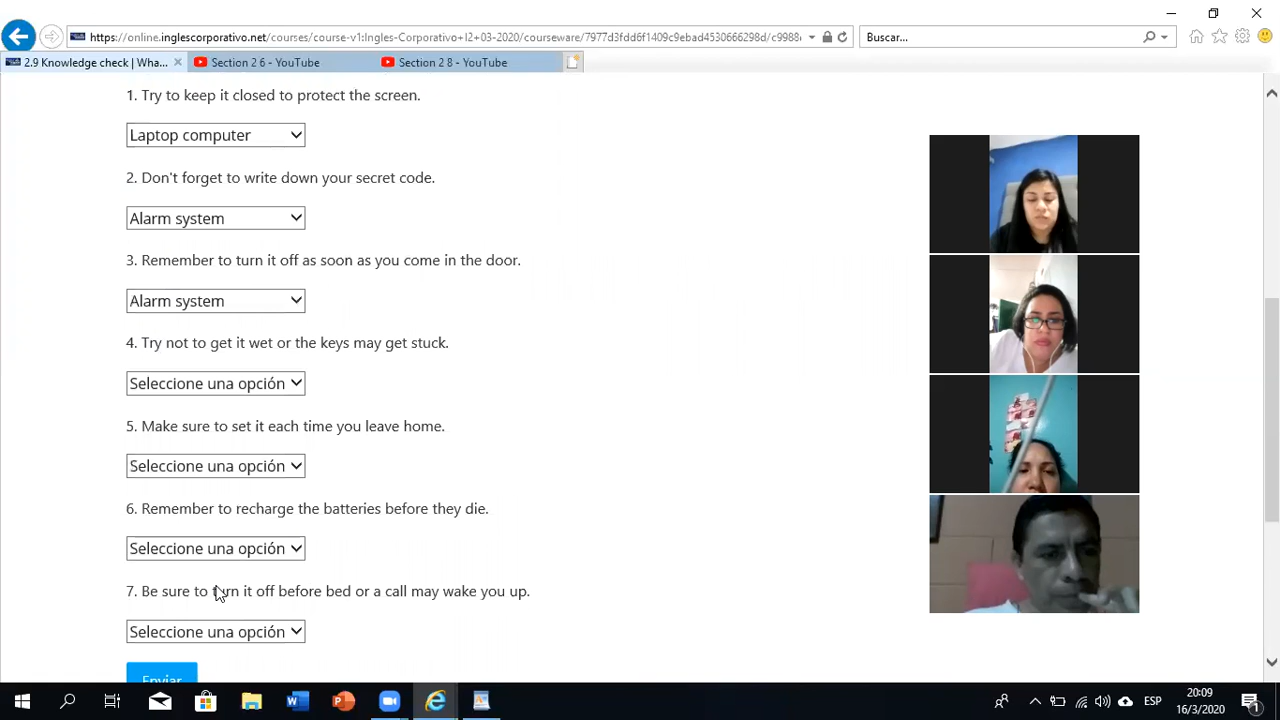 https://online.inglescorporativo.net/courses/course-v1:Ingles-Corporativo+I2+03-2020/courseware/7977d3fdd6f1409c9ebad4530666298d/c9988
Buscar...
2.9 Knowledge check | Wha...
Section 2 6 - YouTube
Section 2 8 - YouTube
1. Try to keep it closed to protect the screen.
Laptop computer
2. Don't forget to write down your secret code.
Alarm system
3. Remember to turn it off as soon as you come in the door.
Alarm system
4. Try not to get it wet or the keys may get stuck.
Seleccione una opción
5. Make sure to set it each time you leave home.
Seleccione una opción
6. Remember to recharge the batteries before they die.
Seleccione una opción
7. Be sure to turn it off before bed or a call may wake you up.
Seleccione una opción
Enviar
ESP
20:09
16/3/2020
1